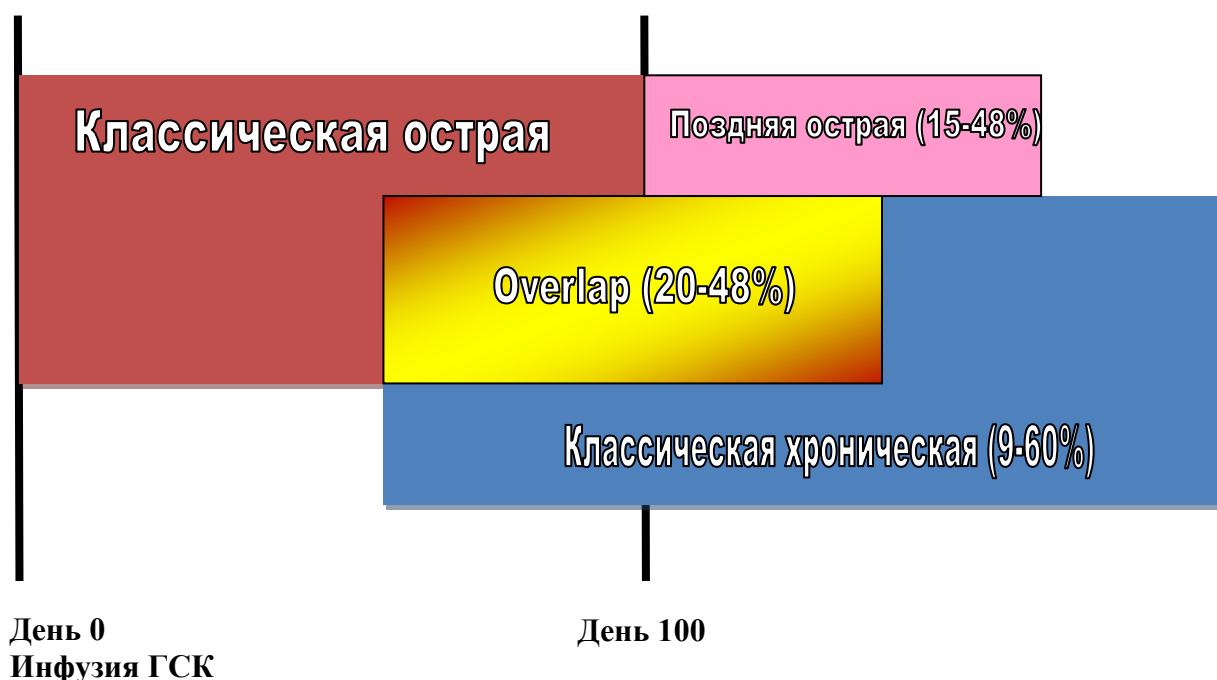 Классическая острая
Поздняя острая (15-48%)
Overlap (20-48%)
Классическая хроническая (9-60%)
День 0
Инфузия ГСК
День 100